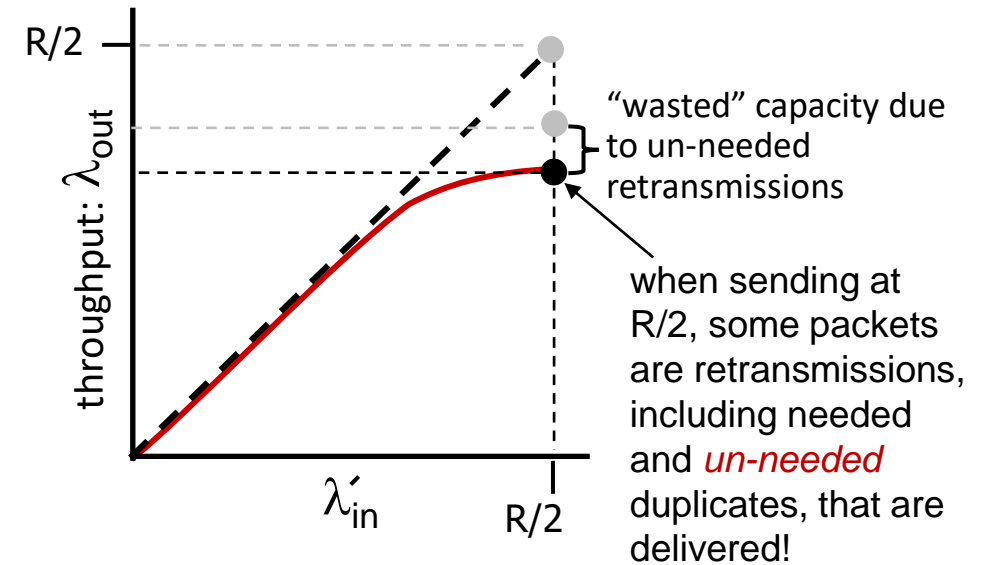 R/2
throughput: λout
“wasted” capacity due
to un-needed
retransmissions
when sending at
R/2, some packets
are retransmissions,
including needed
and un-needed
duplicates, that are
delivered!
λ'in
R/2